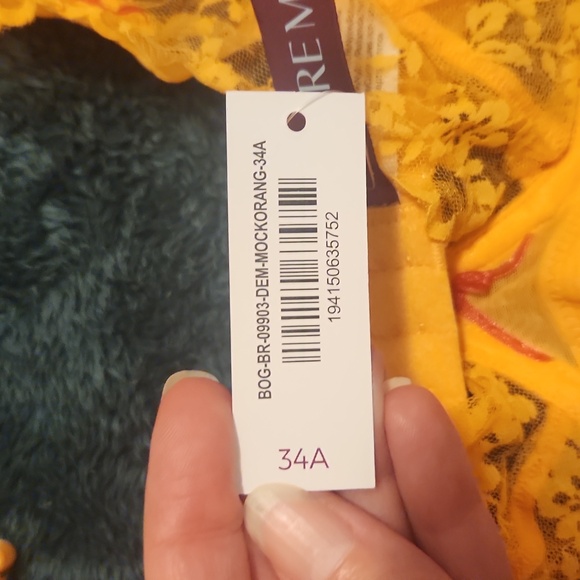 RE M
BOG-BR-09903-DEM-MOCKORANG-34A
194150635752
34A